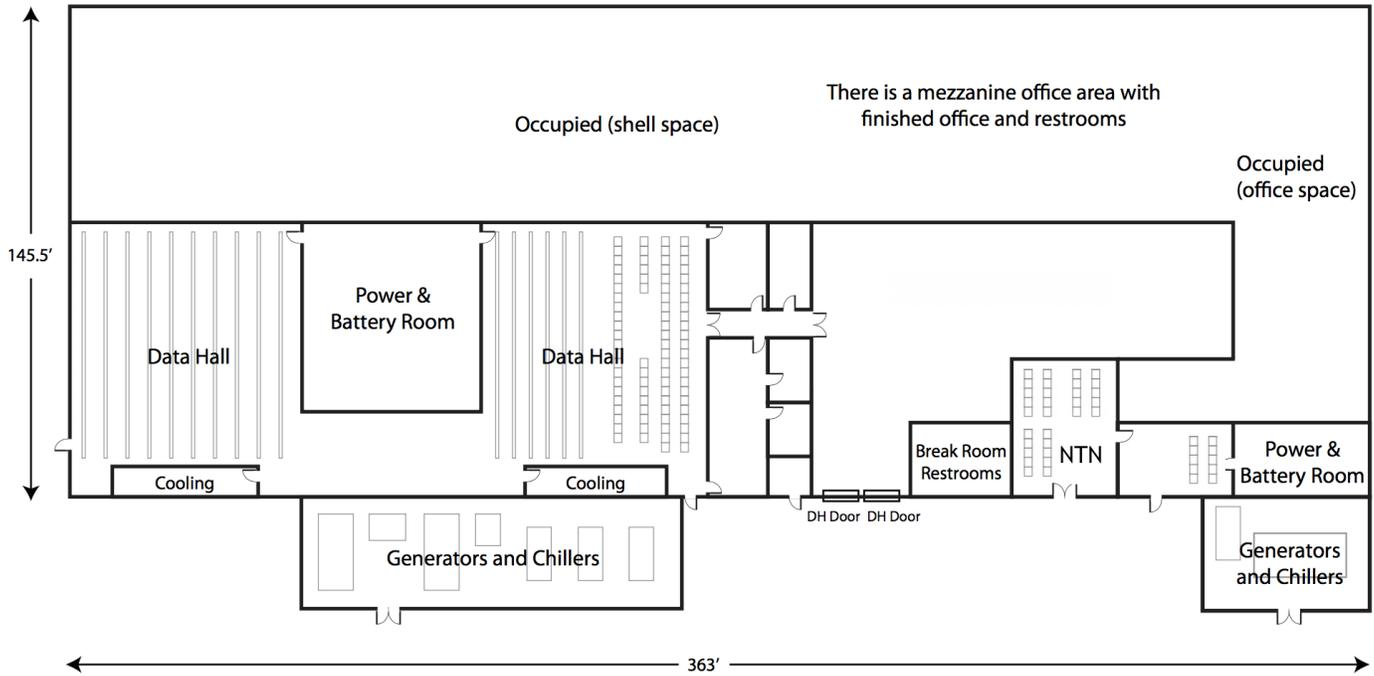 There is a mezzanine office area with
finished office and restrooms
Occupied (shell space)
Occupied
(office space)
145.5’
Power &
Battery Room
Data Hall
Data Hall
Break Room
Restrooms
NTN
Power &
Battery Room
Cooling
Cooling
DH Door
DH Door
Generators and Chillers
Generators
and Chillers
363’